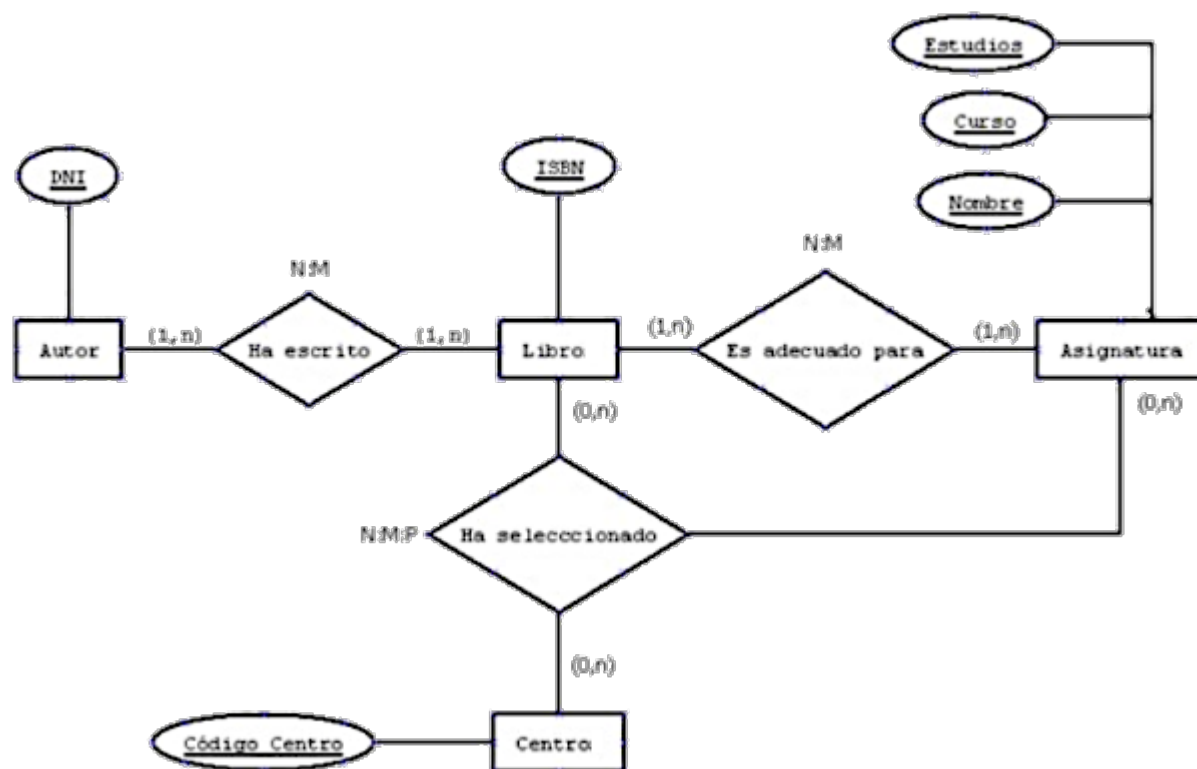 Estudios
Curso
DNI
ISBN
Nombre
N:M
N:M
Autor
(1,n)
Ha escrito
(1,n)
Libro
(1,n)
Es adecuado para
(1,n)
Asignatura
(0,n)
(0,n)
N:M:P
Ha selecccionado
(0,n)
Código Centro
Centro